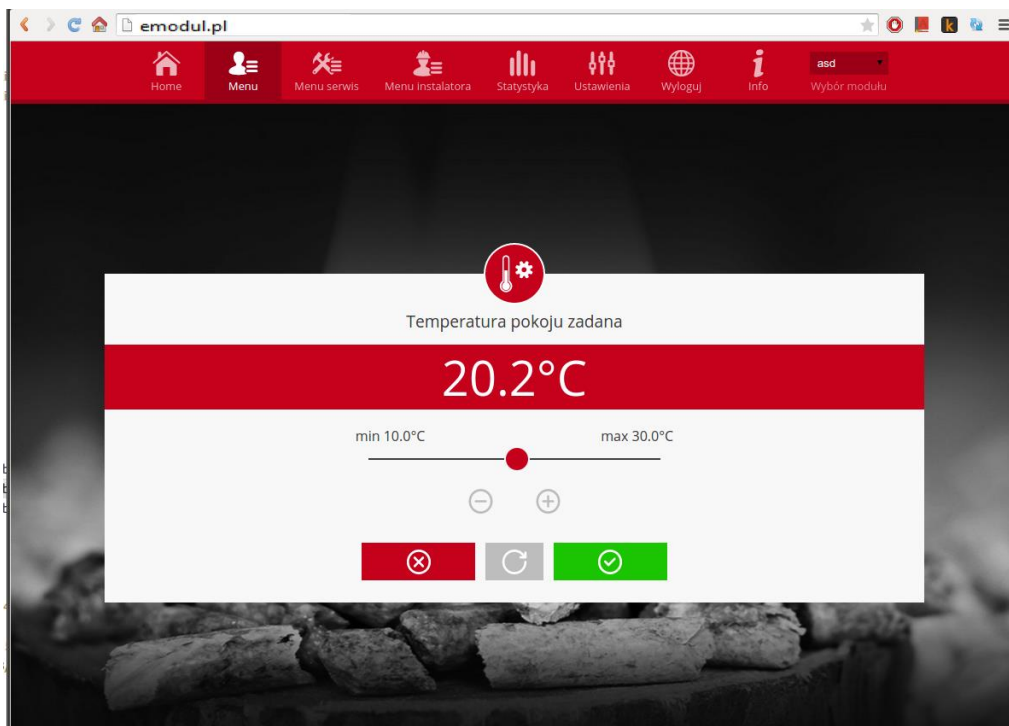 emodul.pl
Home
Menu
Menu serwis
Menu instalatora
Statystyka
Ustawienia
Wyloguj
Info
asd
Wybór modułu
Temperatura pokoju zadana
20.2°C
min 10.0°C
max 30.0°C